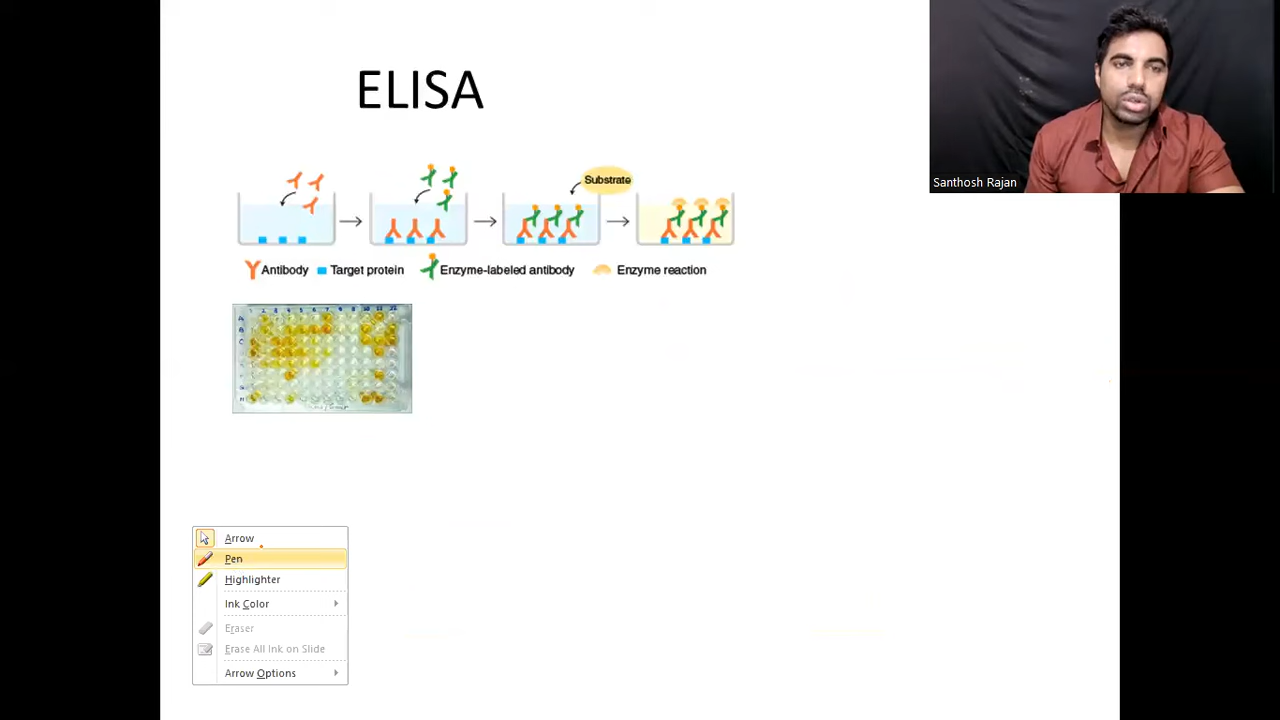 ELISA
Santhosh Rajan
Substrate
Antibody Target protein Enzyme-labeled antibody Enzyme reaction
Arrow
Pen
Highlighter
Ink Color
Eraser
Erase All Ink on Slide
Arrow Options